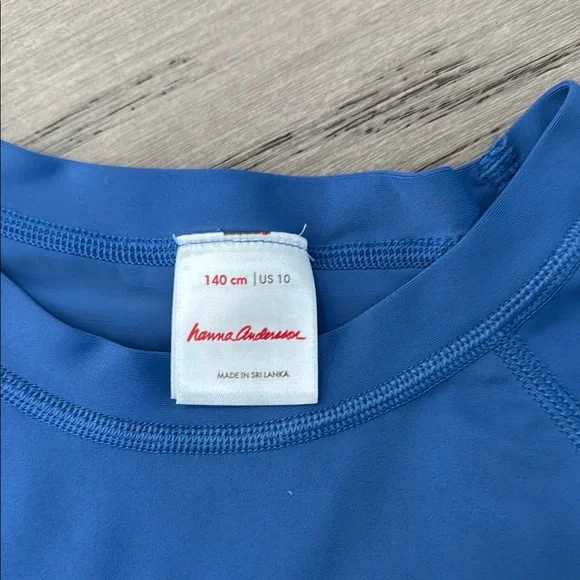 140 cm | US 10
hanna Andersson
MADE IN SRI LANKA